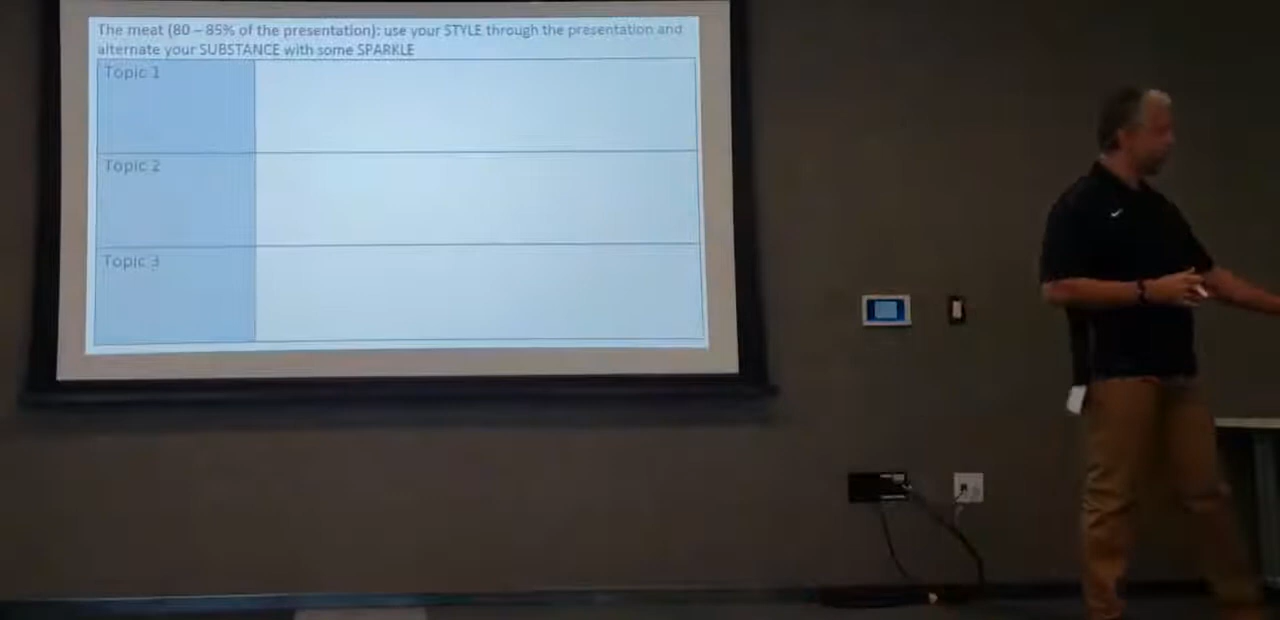 The meat (80 – 85% of the presentation): use your STYLE through the presentation and
alternate your SUBSTANCE with some SPARKLE
Topic 1
Topic 2
Topic 3